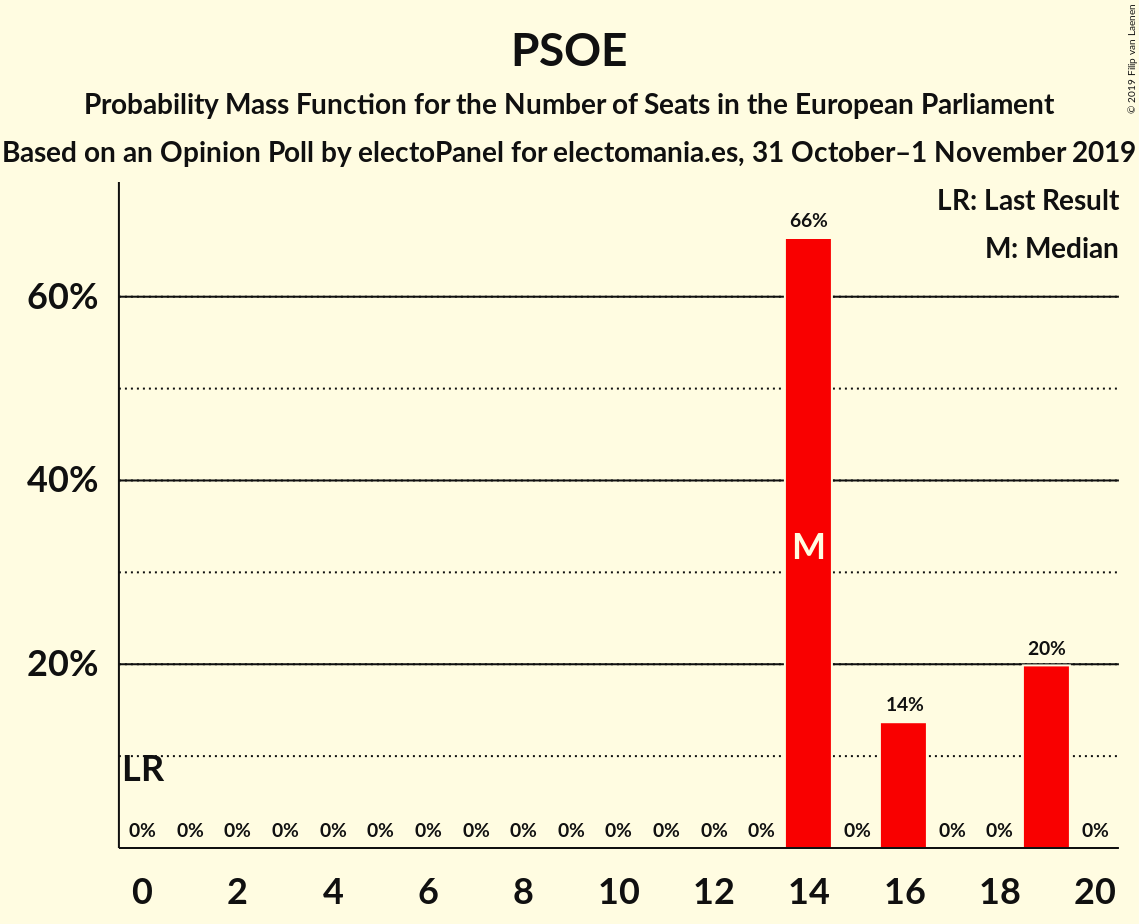 PSOE
Probability Mass Function for the Number of Seats in the European Parliament
Based on an Opinion Poll by electoPanel for electomania.es, 31 October–1 November 2019
© 2019 Filip van Laenen
LR: Last Result
M: Median
66%
60%
40%
M
20%
20%
14%
LR
0% 0% 0% 0% 0% 0% 0% 0% 0% 0% 0% 0% 0% 0% 0% 0% 0% 0%
0 2 4 6 8 10 12 14 16 18 20